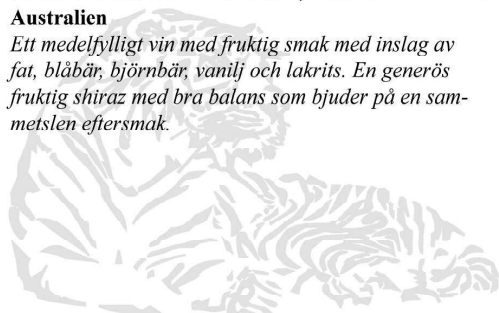 Australien
Ett medelfylligt vin med fruktig smak med inslag av
fat, blåbär, björnbär, vanilj och lakrits. En generös
fruktig shiraz med bra balans som bjuder på en sam-
metslen eftersmak.